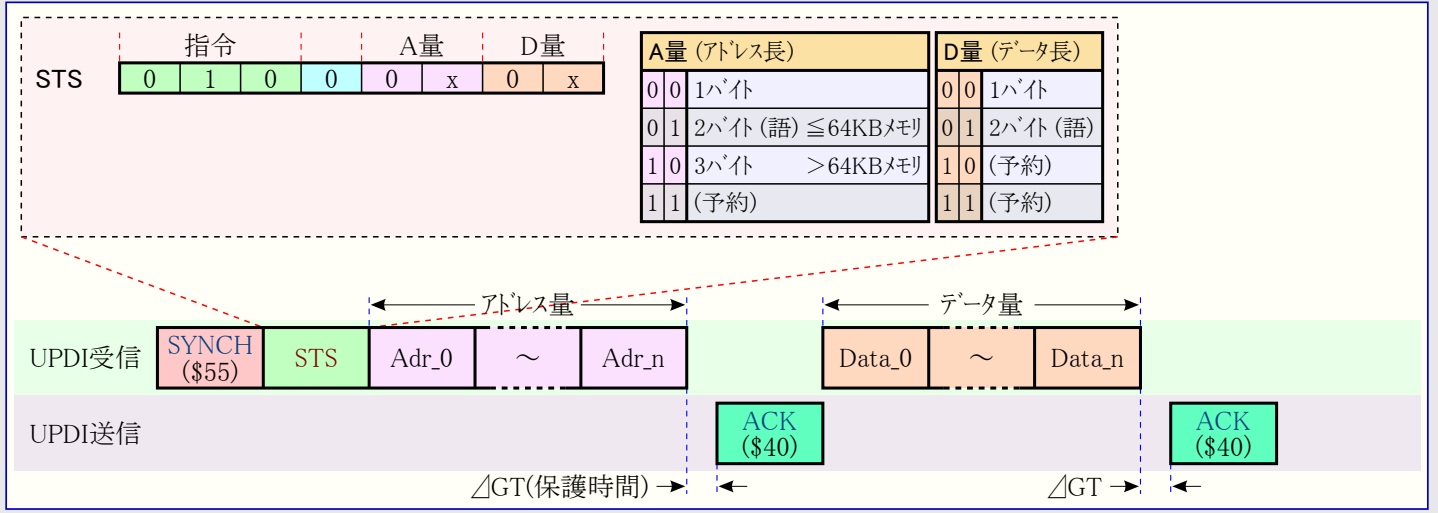 指令 A量 D量
STS 0 1 0 0 0 x 0 x
A量 (アドレス長)
0 0 1バイト
0 1 2バイト (語) ≦64KBメモリ
1 0 3バイト >64KBメモリ
1 1 (予約)
D量 (データ長)
0 0 1バイト
0 1 2バイト (語)
1 0 (予約)
1 1 (予約)
アドレス量 データ量
UPDI受信 SYNCH ($55) STS Adr_0 ~ Adr_n Data_0 ~ Data_n
UPDI送信 ACK ($40) ACK ($40)
⊿GT(保護時間) ⊿GT